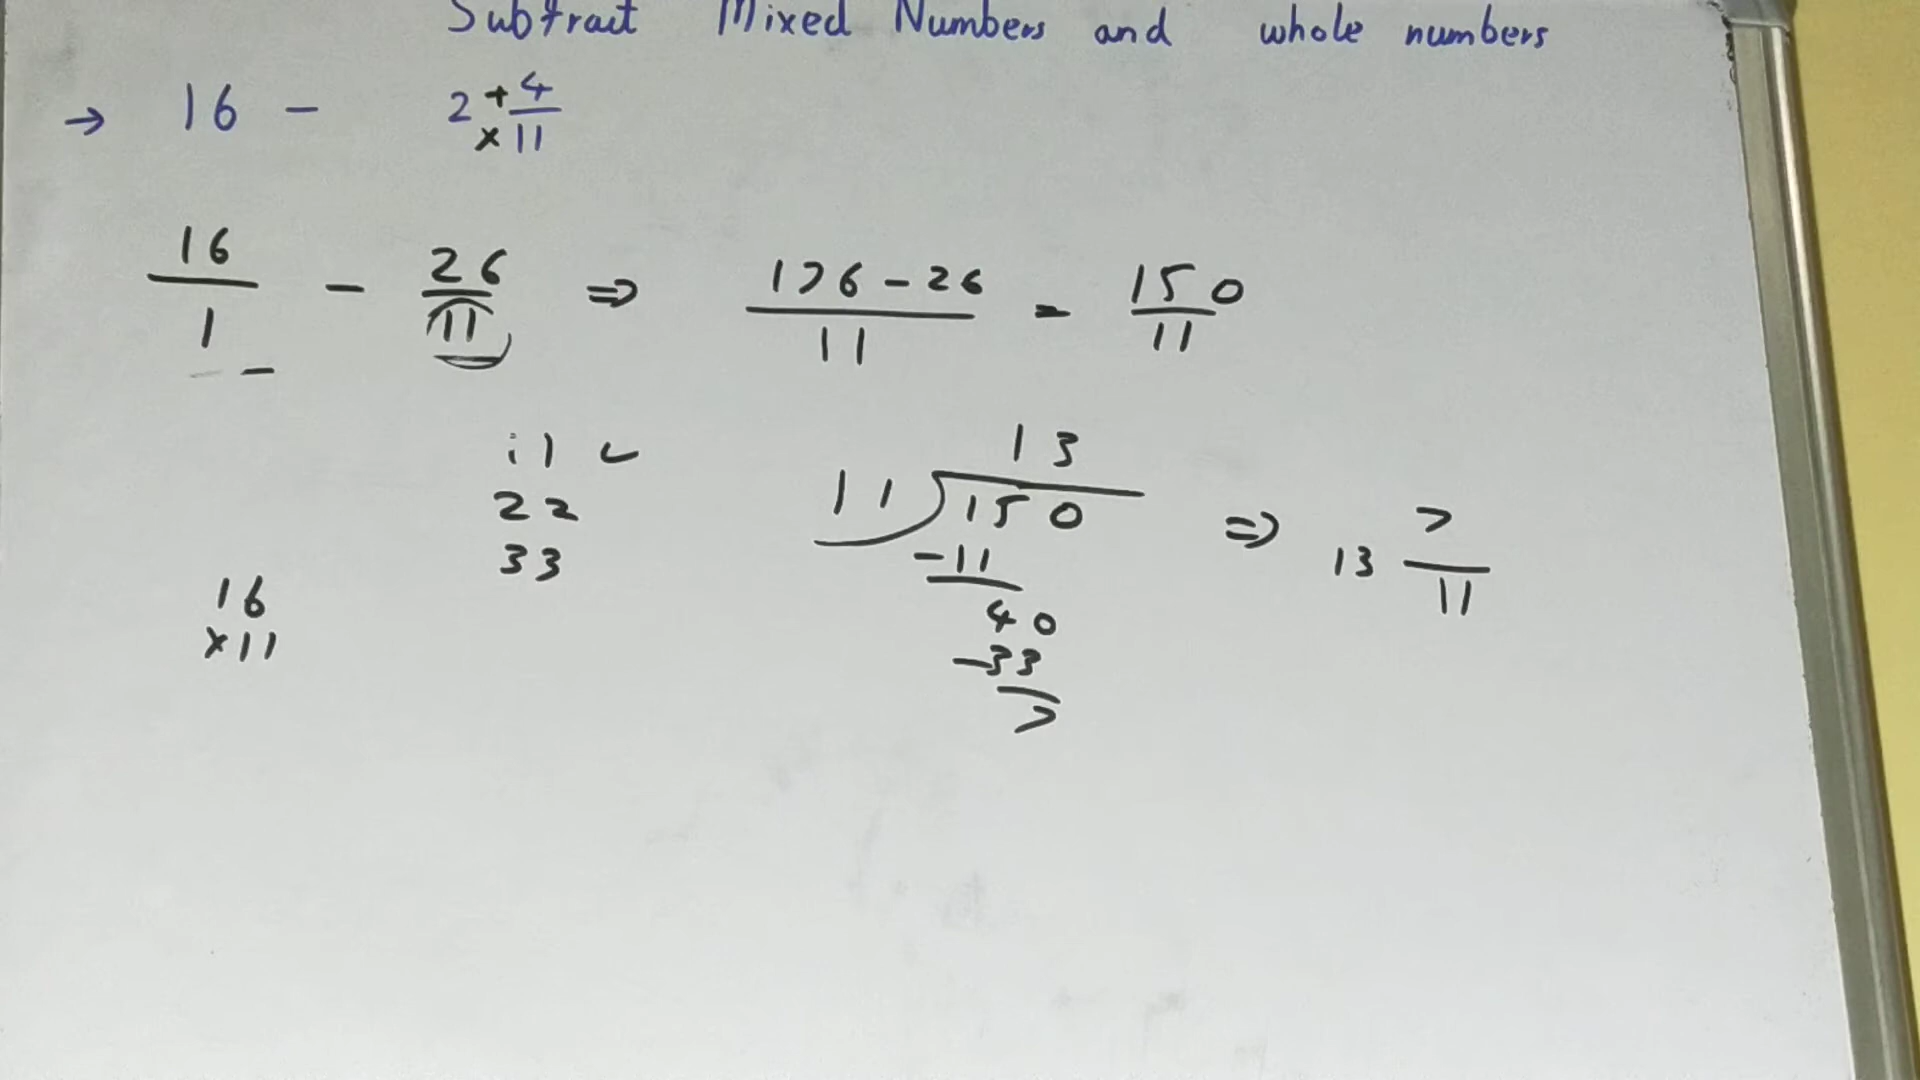 Subtract Mixed Numbers and whole numbers
→ 16 - 2 + 4/11 ×
16/1 - 26/11 ⇒ 176-26/11 = 150/11
11 ✓
22
33
16
×11
13
11)150
-11
40
-33
7
⇒ 13 7/11